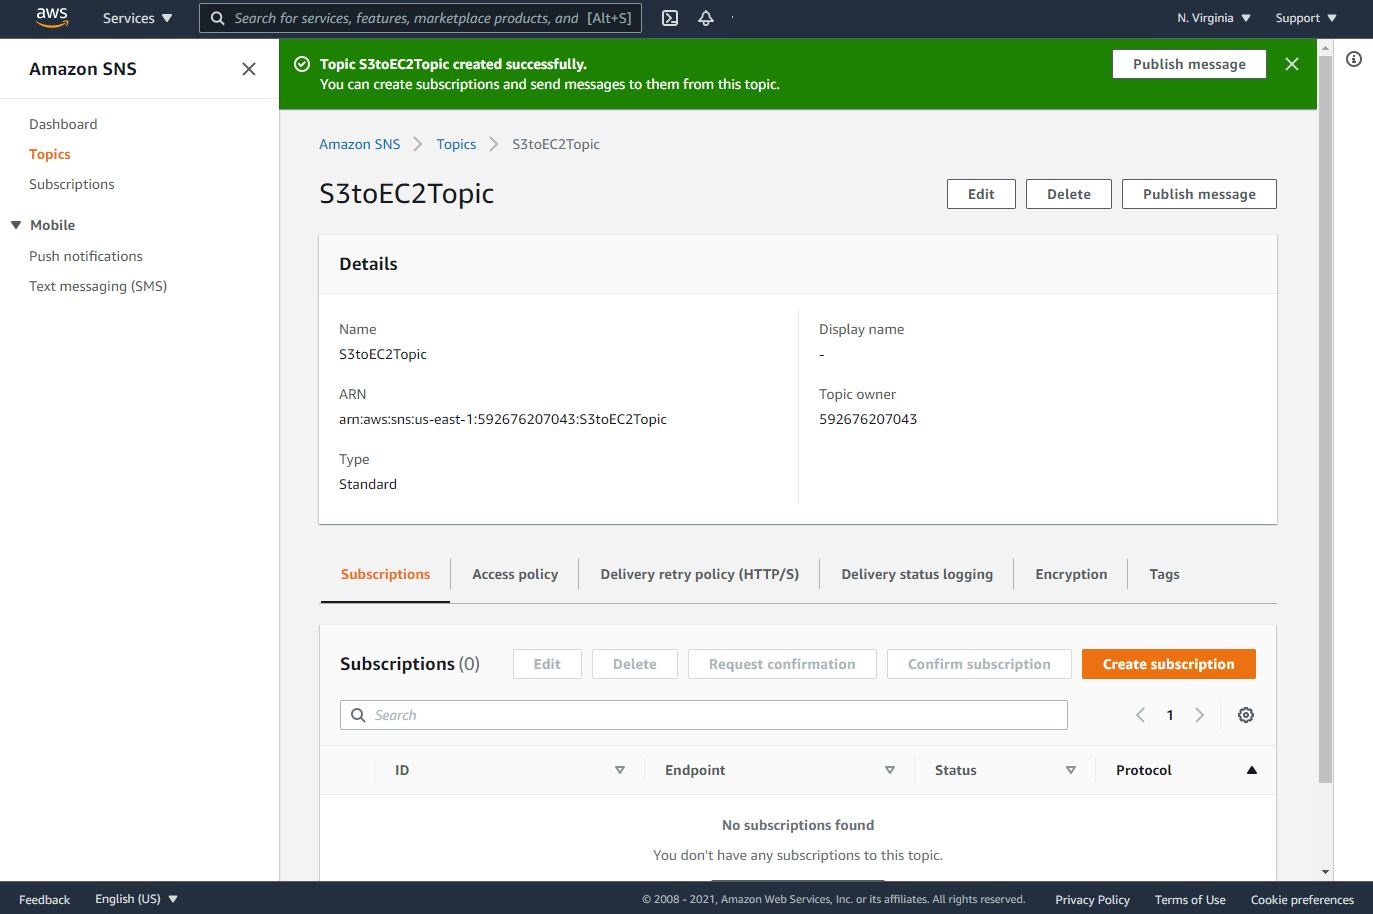 aws
Services
Search for services, features, marketplace products, and [Alt+S]
N. Virginia
Support
Amazon SNS
Dashboard
Topics
Subscriptions
Mobile
Push notifications
Text messaging (SMS)
Topic S3toEC2Topic created successfully.
You can create subscriptions and send messages to them from this topic.
Publish message
Amazon SNS
Topics
S3toEC2Topic
S3toEC2Topic
Edit
Delete
Publish message
Details
Name
S3toEC2Topic
ARN
arn:aws:sns:us-east-1:592676207043:S3toEC2Topic
Type
Standard
Display name
-
Topic owner
592676207043
Subscriptions
Access policy
Delivery retry policy (HTTP/S)
Delivery status logging
Encryption
Tags
Subscriptions (0)
Edit
Delete
Request confirmation
Confirm subscription
Create subscription
Search
1
ID
Endpoint
Status
Protocol
No subscriptions found
You don't have any subscriptions to this topic.
Feedback
English (US)
© 2008 - 2021, Amazon Web Services, Inc. or its affiliates. All rights reserved.
Privacy Policy
Terms of Use
Cookie preferences